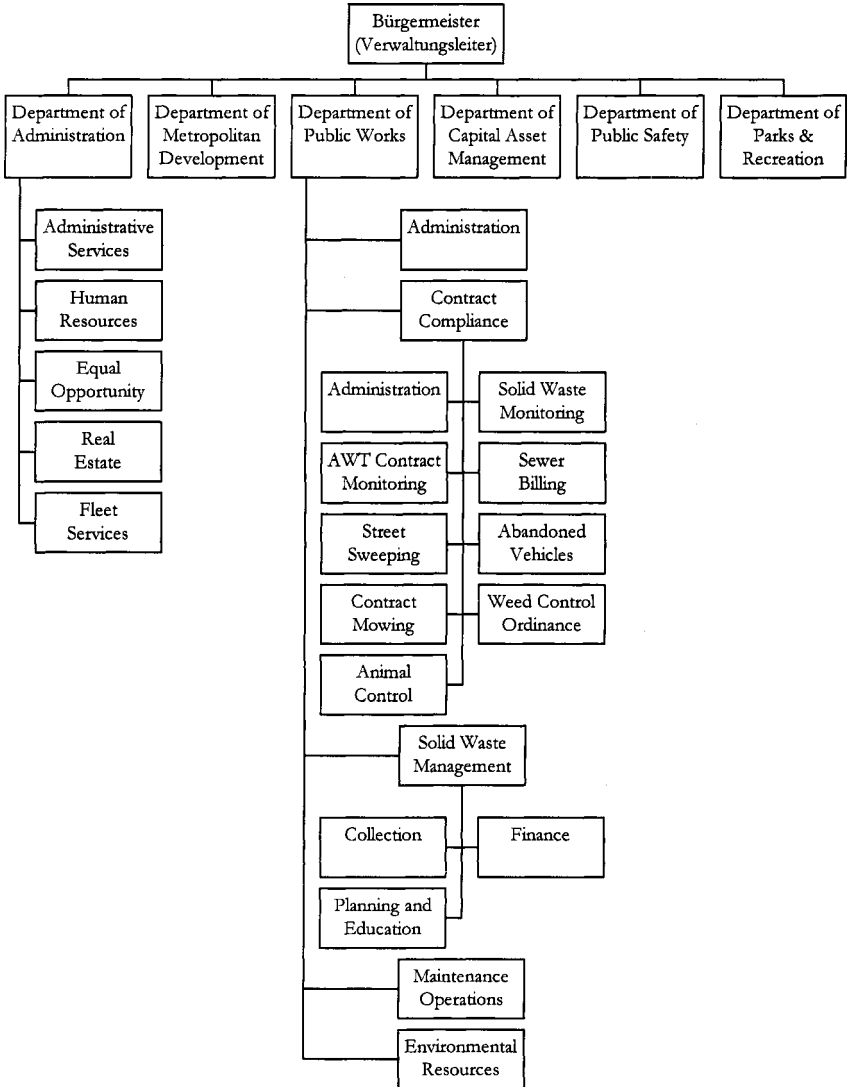 Bürgermeister
(Verwaltungsleiter)
Department of
Administration
Department of
Metropolitan
Development
Department of
Public Works
Department of
Capital Asset
Management
Department of
Public Safety
Department of
Parks &
Recreation
Administrative
Services
Human
Resources
Equal
Opportunity
Real
Estate
Fleet
Services
Administration
Contract
Compliance
Administration
Solid Waste
Monitoring
AWT Contract
Monitoring
Sewer
Billing
Street
Sweeping
Abandoned
Vehicles
Contract
Mowing
Weed Control
Ordinance
Animal
Control
Solid Waste
Management
Collection
Finance
Planning and
Education
Maintenance
Operations
Environmental
Resources